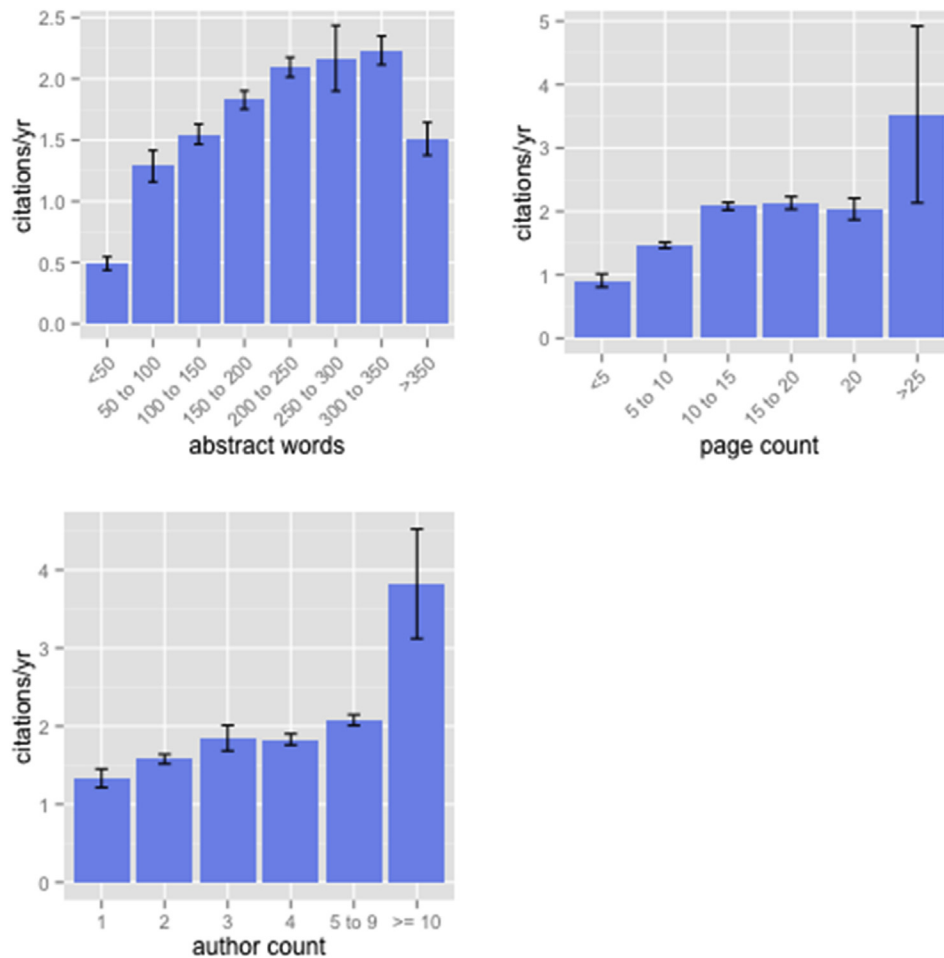 citations/yr
2.5
2.0
1.5
1.0
0.5
0.0
<50
50 to 100
100 to 150
150 to 200
200 to 250
250 to 300
300 to 350
>350
abstract words
citations/yr
5
4
3
2
1
0
<5
5 to 10
10 to 15
15 to 20
20
>25
page count
citations/yr
4
3
2
1
0
1
2
3
4
5 to 9
>= 10
author count